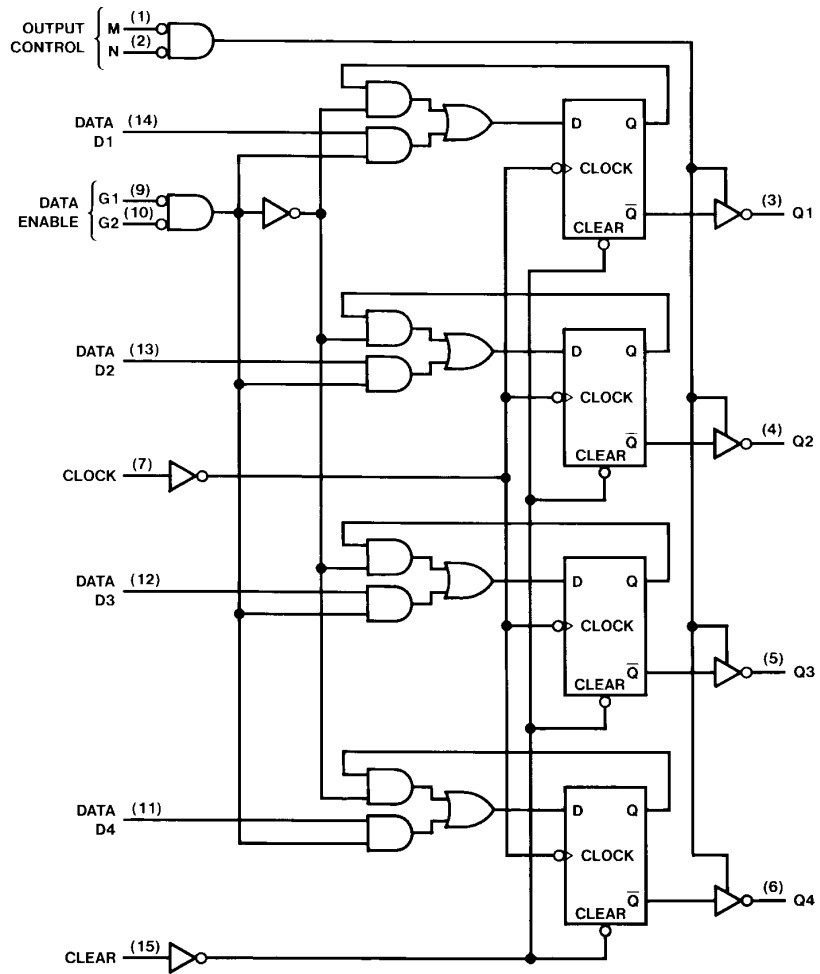 OUTPUT
CONTROL
M (1)
N (2)
DATA
D1
(14)
D Q
CLOCK
Q̅
CLEAR
(3) Q1
DATA
ENABLE
G1 (9)
G2 (10)
DATA
D2
(13)
D Q
CLOCK
Q̅
CLEAR
(4) Q2
CLOCK (7)
DATA
D3
(12)
D Q
CLOCK
Q̅
CLEAR
(5) Q3
DATA
D4
(11)
D Q
CLOCK
Q̅
CLEAR
(6) Q4
CLEAR (15)